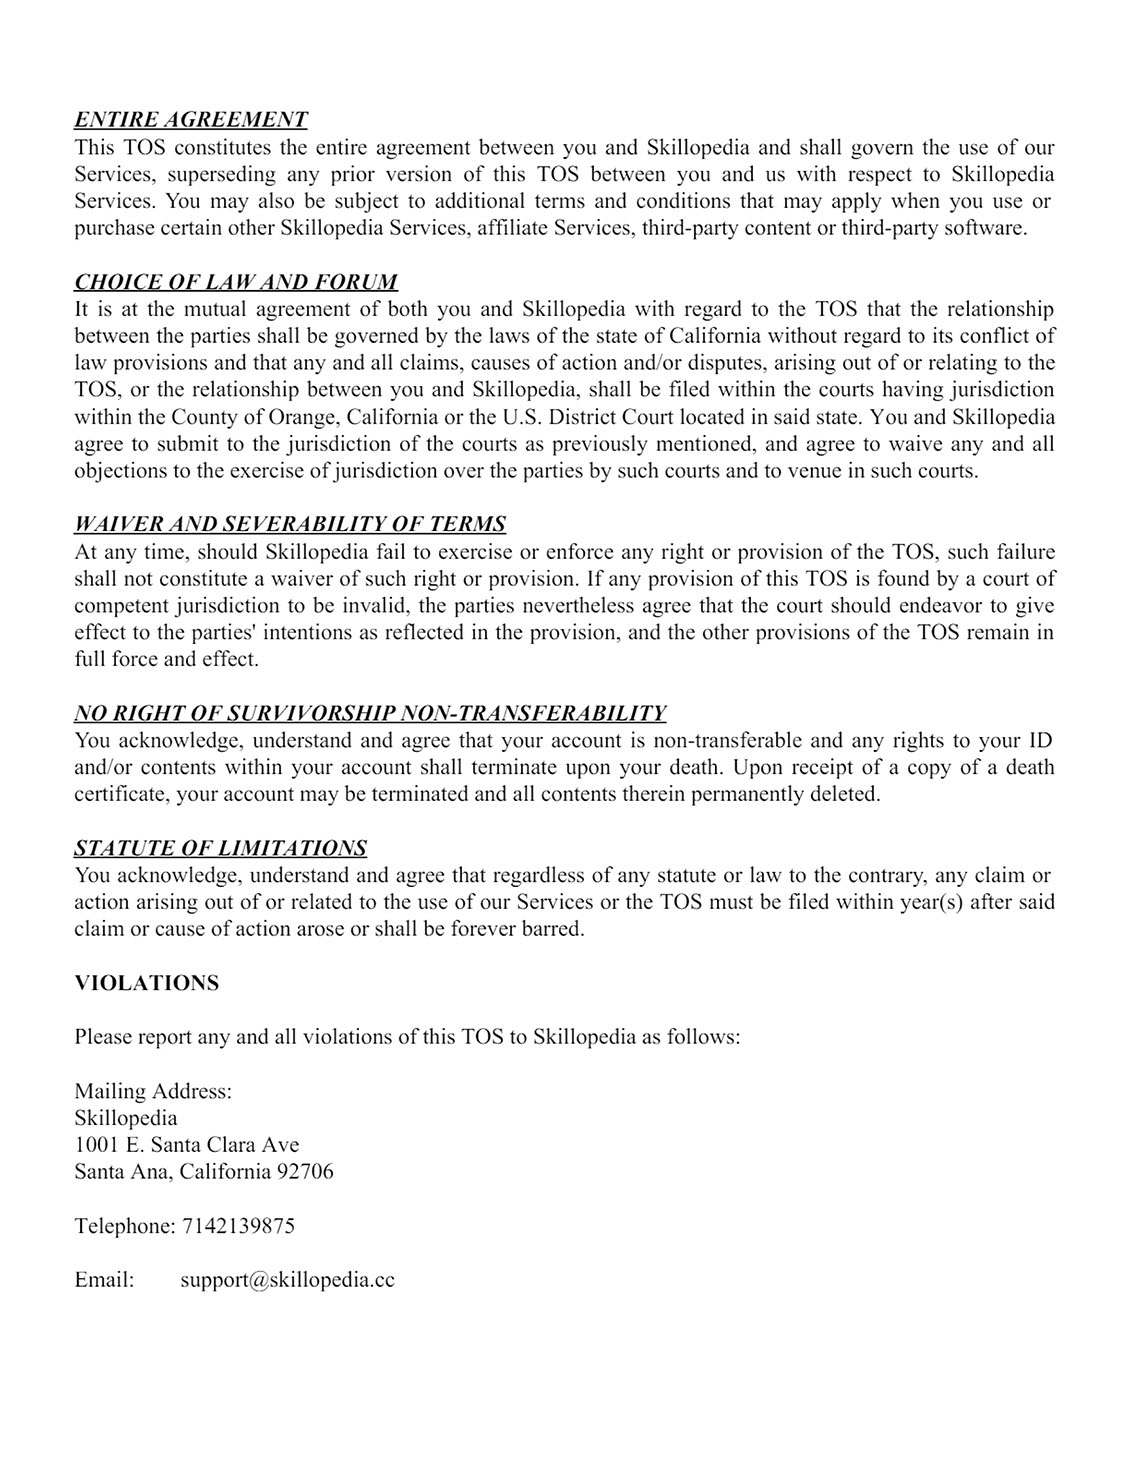 ENTIRE AGREEMENT
This TOS constitutes the entire agreement between you and Skillopedia and shall govern the use of our
Services, superseding any prior version of this TOS between you and us with respect to Skillopedia
Services. You may also be subject to additional terms and conditions that may apply when you use or
purchase certain other Skillopedia Services, affiliate Services, third-party content or third-party software.
CHOICE OF LAW AND FORUM
It is at the mutual agreement of both you and Skillopedia with regard to the TOS that the relationship
between the parties shall be governed by the laws of the state of California without regard to its conflict of
law provisions and that any and all claims, causes of action and/or disputes, arising out of or relating to the
TOS, or the relationship between you and Skillopedia, shall be filed within the courts having jurisdiction
within the County of Orange, California or the U.S. District Court located in said state. You and Skillopedia
agree to submit to the jurisdiction of the courts as previously mentioned, and agree to waive any and all
objections to the exercise of jurisdiction over the parties by such courts and to venue in such courts.
WAIVER AND SEVERABILITY OF TERMS
At any time, should Skillopedia fail to exercise or enforce any right or provision of the TOS, such failure
shall not constitute a waiver of such right or provision. If any provision of this TOS is found by a court of
competent jurisdiction to be invalid, the parties nevertheless agree that the court should endeavor to give
effect to the parties' intentions as reflected in the provision, and the other provisions of the TOS remain in
full force and effect.
NO RIGHT OF SURVIVORSHIP NON-TRANSFERABILITY
You acknowledge, understand and agree that your account is non-transferable and any rights to your ID
and/or contents within your account shall terminate upon your death. Upon receipt of a copy of a death
certificate, your account may be terminated and all contents therein permanently deleted.
STATUTE OF LIMITATIONS
You acknowledge, understand and agree that regardless of any statute or law to the contrary, any claim or
action arising out of or related to the use of our Services or the TOS must be filed within year(s) after said
claim or cause of action arose or shall be forever barred.
VIOLATIONS
Please report any and all violations of this TOS to Skillopedia as follows:
Mailing Address:
Skillopedia
1001 E. Santa Clara Ave
Santa Ana, California 92706
Telephone: 7142139875
Email: support@skillopedia.cc